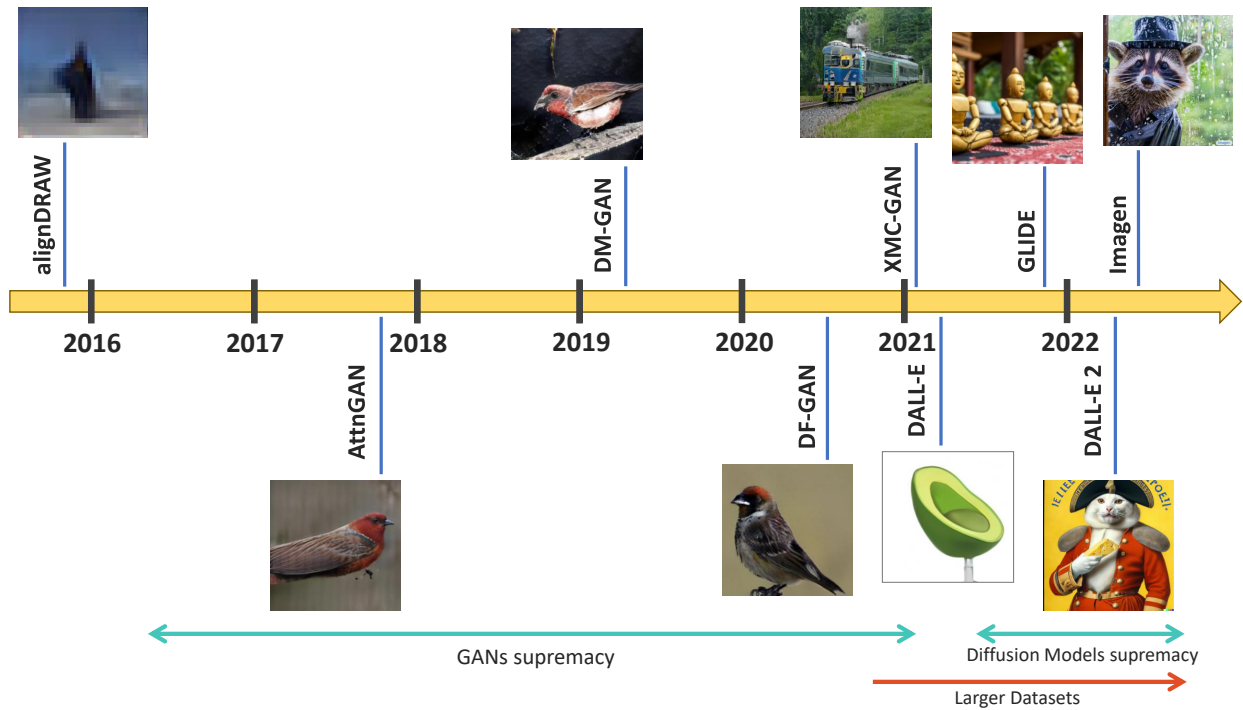 alignDRAW
DM-GAN
XMC-GAN
GLIDE
Imagen
2016
2017
2018
2019
2020
2021
2022
AttnGAN
DF-GAN
DALL-E
DALL-E 2
GANs supremacy
Diffusion Models supremacy
Larger Datasets